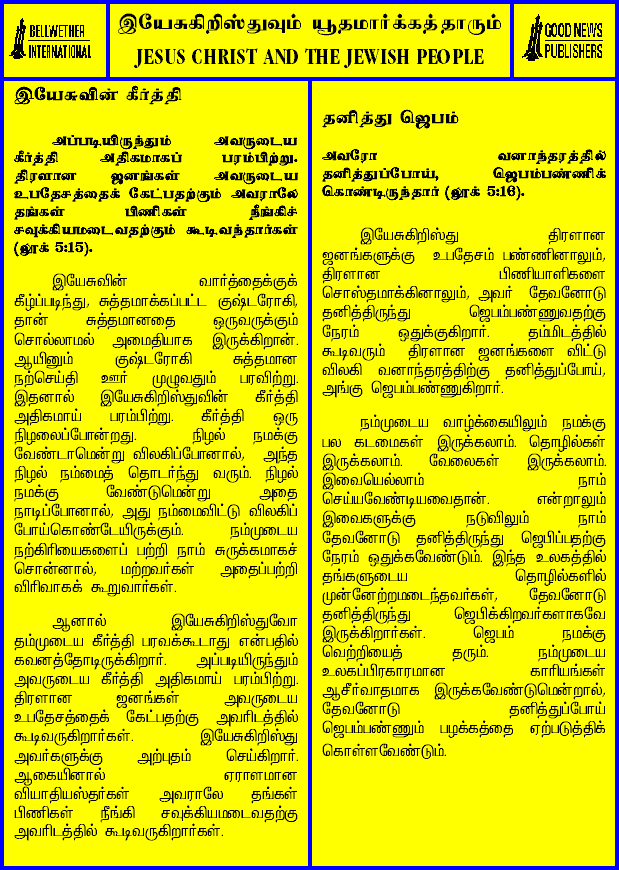 BELLWETHER
INTERNATIONAL
இயேசுகிறிஸ்துவும் யூதமார்க்கத்தாரும்
JESUS CHRIST AND THE JEWISH PEOPLE
GOOD NEWS
PUBLISHERS
இயேசுவின் கீர்த்தி
அப்படியிருந்தும் அவருடைய
கீர்த்தி அதிகமாகப் பரம்பிற்று.
திரளான ஜனங்கள் அவருடைய
உபதேசத்தைக் கேட்பதற்கும் அவராலே
தங்கள் பிணிகள் நீங்கிச்
சவுக்கியமடைவதற்கும் கூடிவந்தார்கள்
(லூக் 5:15).
இயேசுவின் வார்த்தைக்குக்
கீழ்ப்படிந்து, சுத்தமாக்கப்பட்ட குஷ்டரோகி,
தான் சுத்தமானதை ஒருவருக்கும்
சொல்லாமல் அமைதியாக இருக்கிறான்.
ஆயினும் குஷ்டரோகி சுத்தமான
நற்செய்தி ஊர் முழுவதும் பரவிற்று.
இதனால் இயேசுகிறிஸ்துவின் கீர்த்தி
அதிகமாய் பரம்பிற்று. கீர்த்தி ஒரு
நிழலைப்போன்றது. நிழல் நமக்கு
வேண்டாமென்று விலகிப்போனால், அந்த
நிழல் நம்மைத் தொடர்ந்து வரும். நிழல்
நமக்கு வேண்டுமென்று அதை
நாடிப்போனால், அது நம்மைவிட்டு விலகிப்
போய்கொண்டேயிருக்கும். நம்முடைய
நற்கிரியைகளைப் பற்றி நாம் சுருக்கமாகச்
சொன்னால், மற்றவர்கள் அதைப்பற்றி
விரிவாகக் கூறுவார்கள்.
ஆனால் இயேசுகிறிஸ்துவோ
தம்முடைய கீர்த்தி பரவக்கூடாது என்பதில்
கவனத்தோடிருக்கிறார். அப்படியிருந்தும்
அவருடைய கீர்த்தி அதிகமாய் பரம்பிற்று.
திரளான ஜனங்கள் அவருடைய
உபதேசத்தைக் கேட்பதற்கு அவரிடத்தில்
கூடிவருகிறார்கள். இயேசுகிறிஸ்து
அவர்களுக்கு அற்புதம் செய்கிறார்.
ஆகையினால் ஏராளமான
வியாதியஸ்தர்கள் அவராலே தங்கள்
பிணிகள் நீங்கி சவுக்கியமடைவதற்கு
அவரிடத்தில் கூடிவருகிறார்கள்.
தனித்து ஜெபம்
அவரோ வனாந்தரத்தில்
தனித்துப்போய், ஜெபம்பண்ணிக்
கொண்டிருந்தார் (லூக் 5:16).
இயேசுகிறிஸ்து திரளான
ஜனங்களுக்கு உபதேசம் பண்ணினாலும்,
திரளான பிணியாளிகளை
சொஸ்தமாக்கினாலும், அவர் தேவனோடு
தனித்திருந்து ஜெபம்பண்ணுவதற்கு
நேரம் ஒதுக்குகிறார். தம்மிடத்தில்
கூடிவரும் திரளான ஜனங்களை விட்டு
விலகி வனாந்தரத்திற்கு தனித்துப்போய்,
அங்கு ஜெபம்பண்ணுகிறார்.
நம்முடைய வாழ்க்கையிலும் நமக்கு
பல கடமைகள் இருக்கலாம். தொழில்கள்
இருக்கலாம். வேலைகள் இருக்கலாம்.
இவையெல்லாம் நாம்
செய்யவேண்டியவைதான். என்றாலும்
இவைகளுக்கு நடுவிலும் நாம்
தேவனோடு தனித்திருந்து ஜெபிப்பதற்கு
நேரம் ஒதுக்கவேண்டும். இந்த உலகத்தில்
தங்களுடைய தொழில்களில்
முன்னேற்றமடைந்தவர்கள், தேவனோடு
தனித்திருந்து ஜெபிக்கிறவர்களாகவே
இருக்கிறார்கள். ஜெபம் நமக்கு
வெற்றியைத் தரும். நம்முடைய
உலகப்பிரகாரமான காரியங்கள்
ஆசீர்வாதமாக இருக்கவேண்டுமென்றால்,
தேவனோடு தனித்துப்போய்
ஜெபம்பண்ணும் பழக்கத்தை ஏற்படுத்திக்
கொள்ளவேண்டும்.